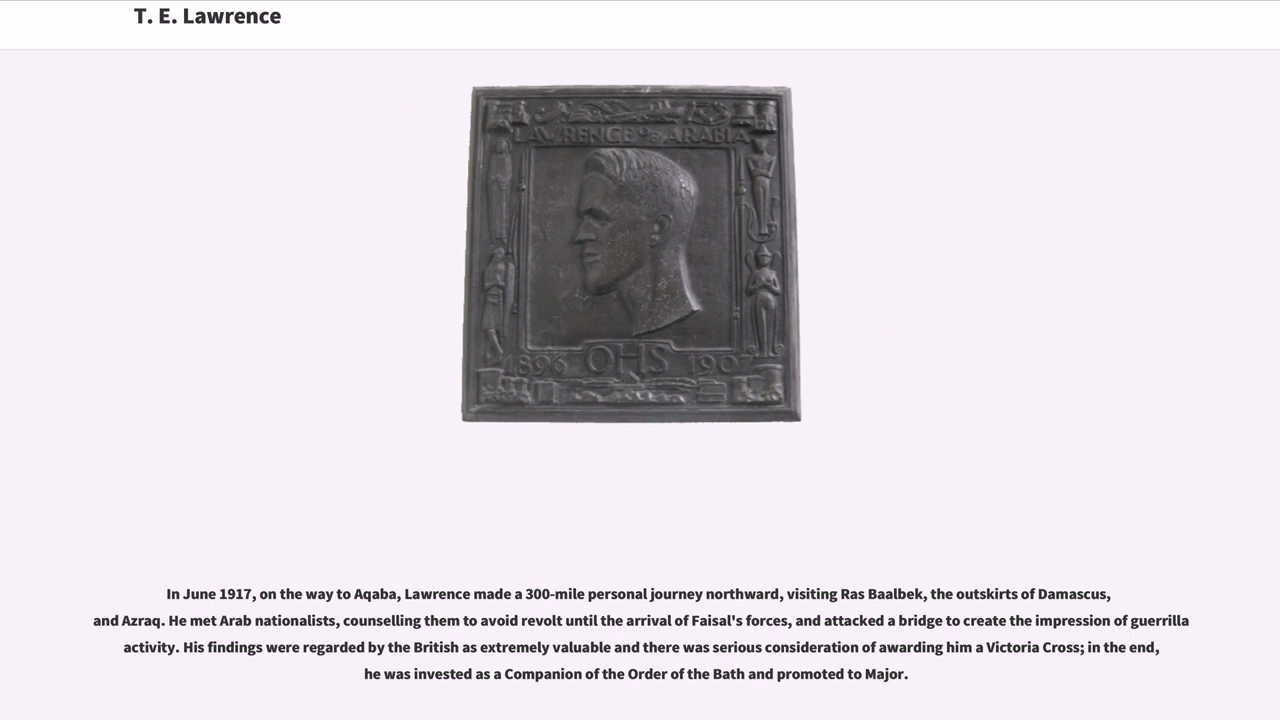 T. E. Lawrence
LAWRENCE OF ARABIA
1896 OHS 1907
In June 1917, on the way to Aqaba, Lawrence made a 300-mile personal journey northward, visiting Ras Baalbek, the outskirts of Damascus,
and Azraq. He met Arab nationalists, counselling them to avoid revolt until the arrival of Faisal's forces, and attacked a bridge to create the impression of guerrilla
activity. His findings were regarded by the British as extremely valuable and there was serious consideration of awarding him a Victoria Cross; in the end,
he was invested as a Companion of the Order of the Bath and promoted to Major.